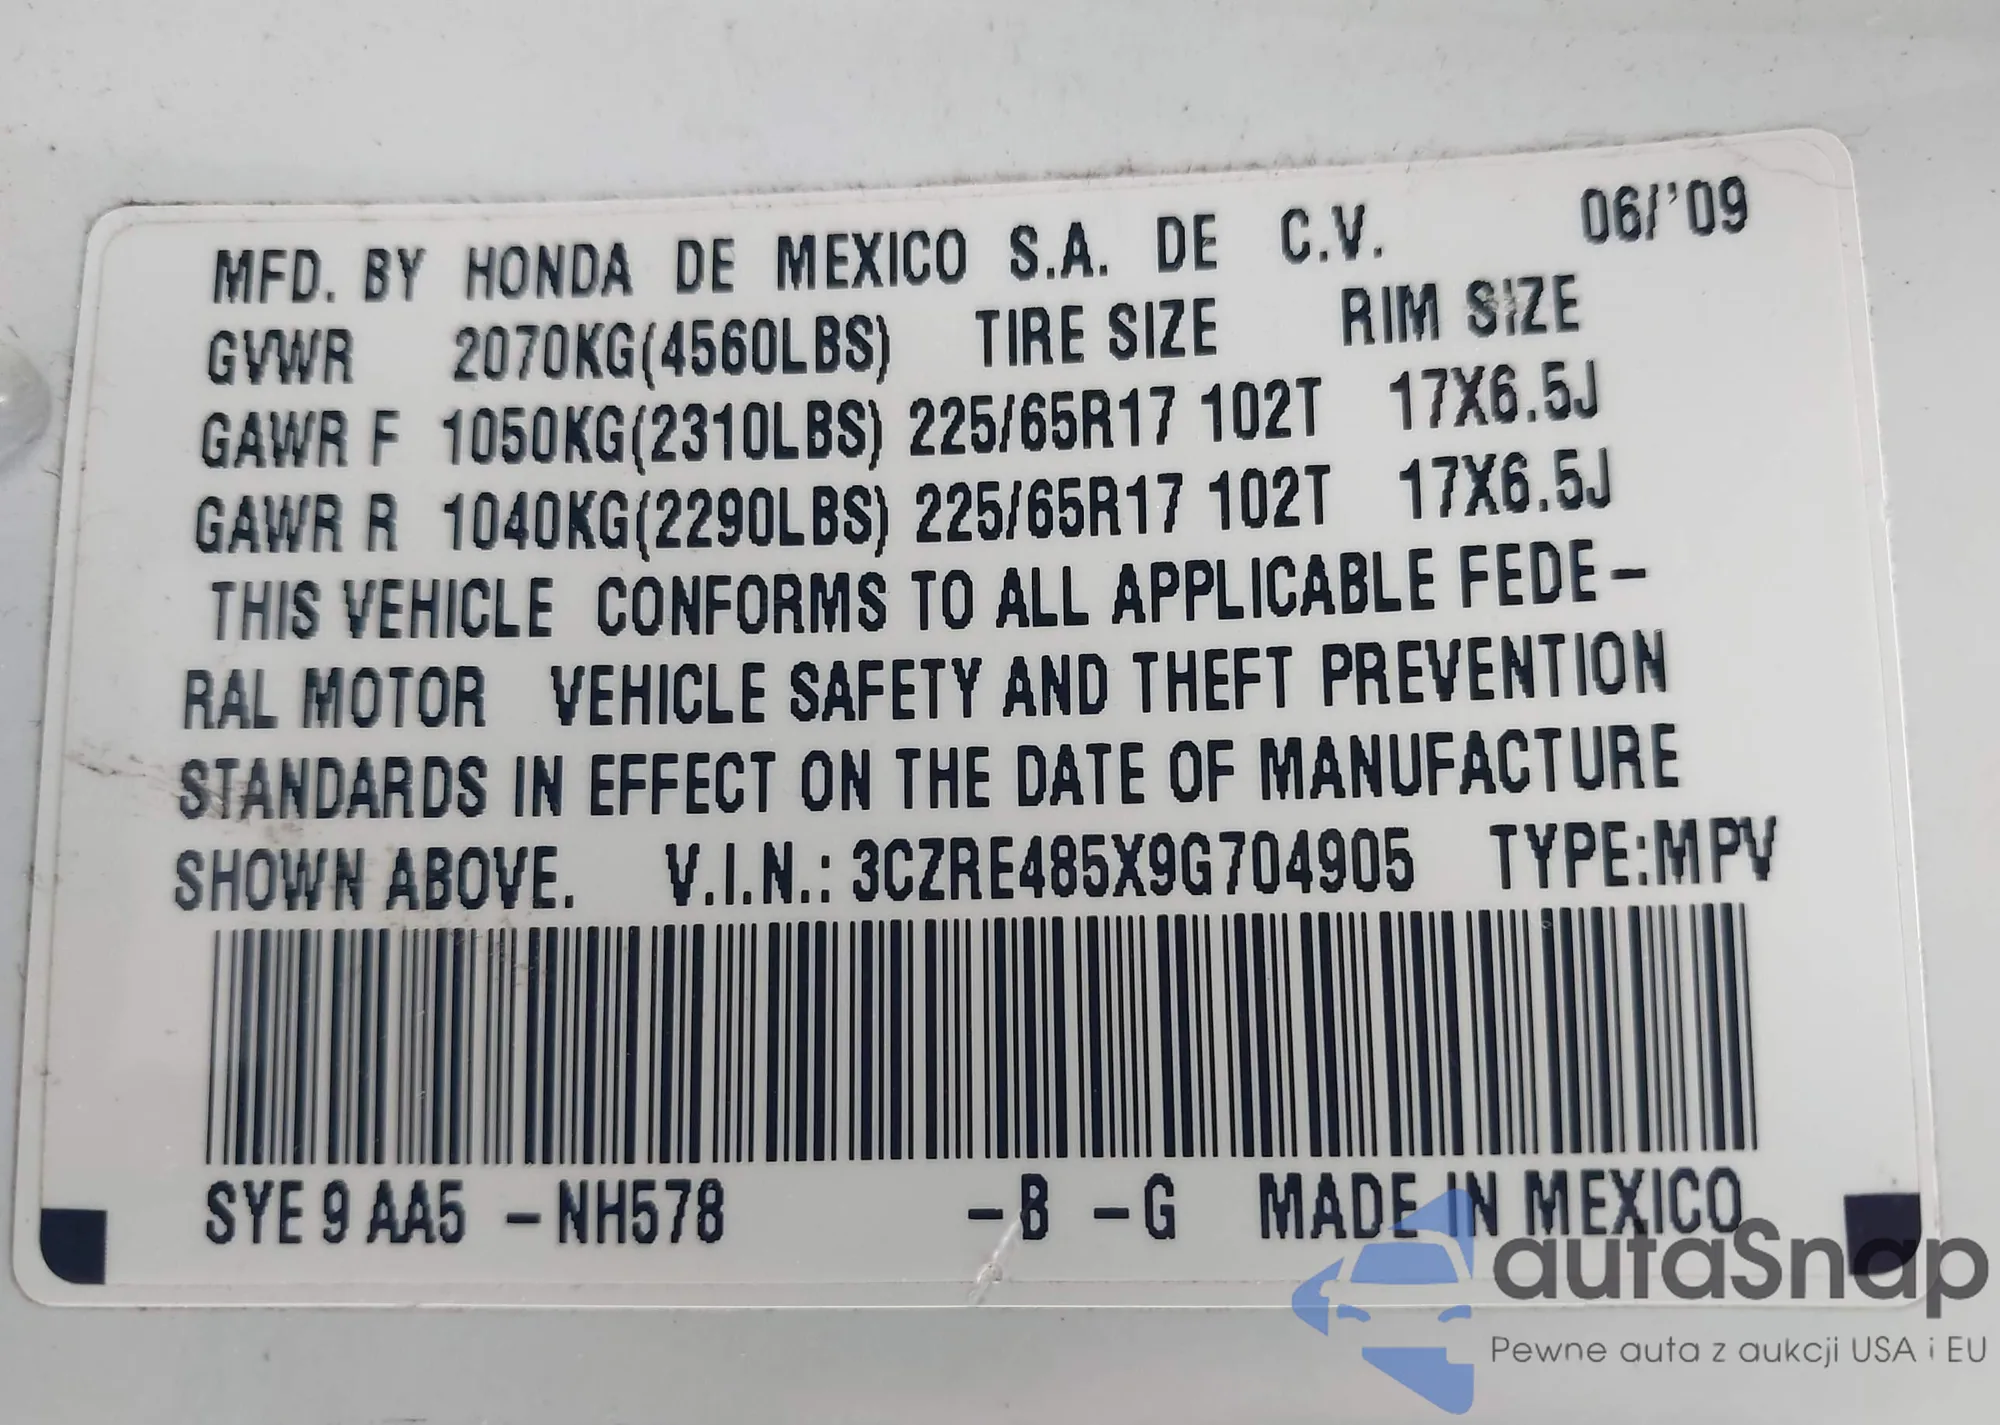 MFD. BY HONDA DE MEXICO S.A. DE C.V. 06/'09
GVWR 2070KG(4560LBS) TIRE SIZE RIM SIZE
GAWR F 1050KG(2310LBS) 225/65R17 102T 17X6.5J
GAWR R 1040KG(2290LBS) 225/65R17 102T 17X6.5J
THIS VEHICLE CONFORMS TO ALL APPLICABLE FEDE-
RAL MOTOR VEHICLE SAFETY AND THEFT PREVENTION
STANDARDS IN EFFECT ON THE DATE OF MANUFACTURE
SHOWN ABOVE. V.I.N.: 3CZRE485X9G704905 TYPE:MPV
SYE 9 AA5 -NH578 -B -G MADE IN MEXICO
autaSnap
Pewne auta z aukcji USA i EU